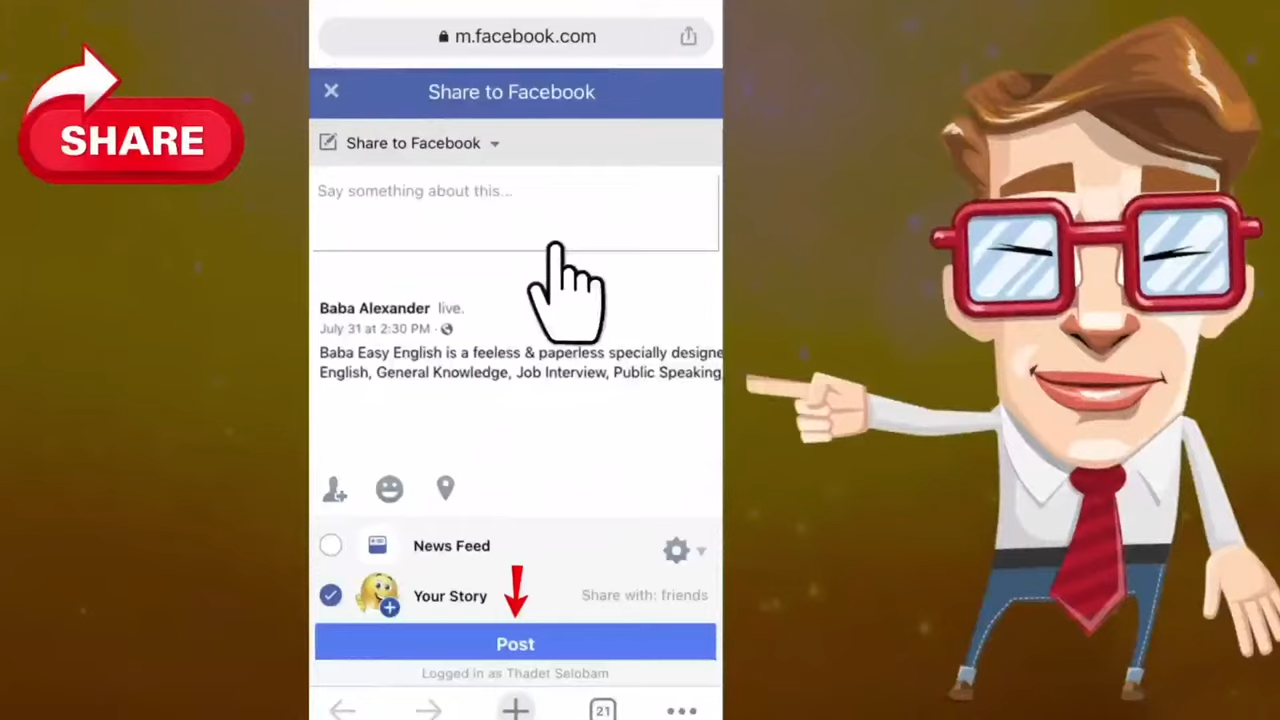 m.facebook.com
SHARE
Share to Facebook
Share to Facebook
Say something about this...
Baba Alexander live.
July 31 at 2:30 PM ·
Baba Easy English is a feeless & paperless specially designe
English, General Knowledge, Job Interview, Public Speaking,
News Feed
Your Story Share with: friends
Post
Logged in as Thadet Selobam
21